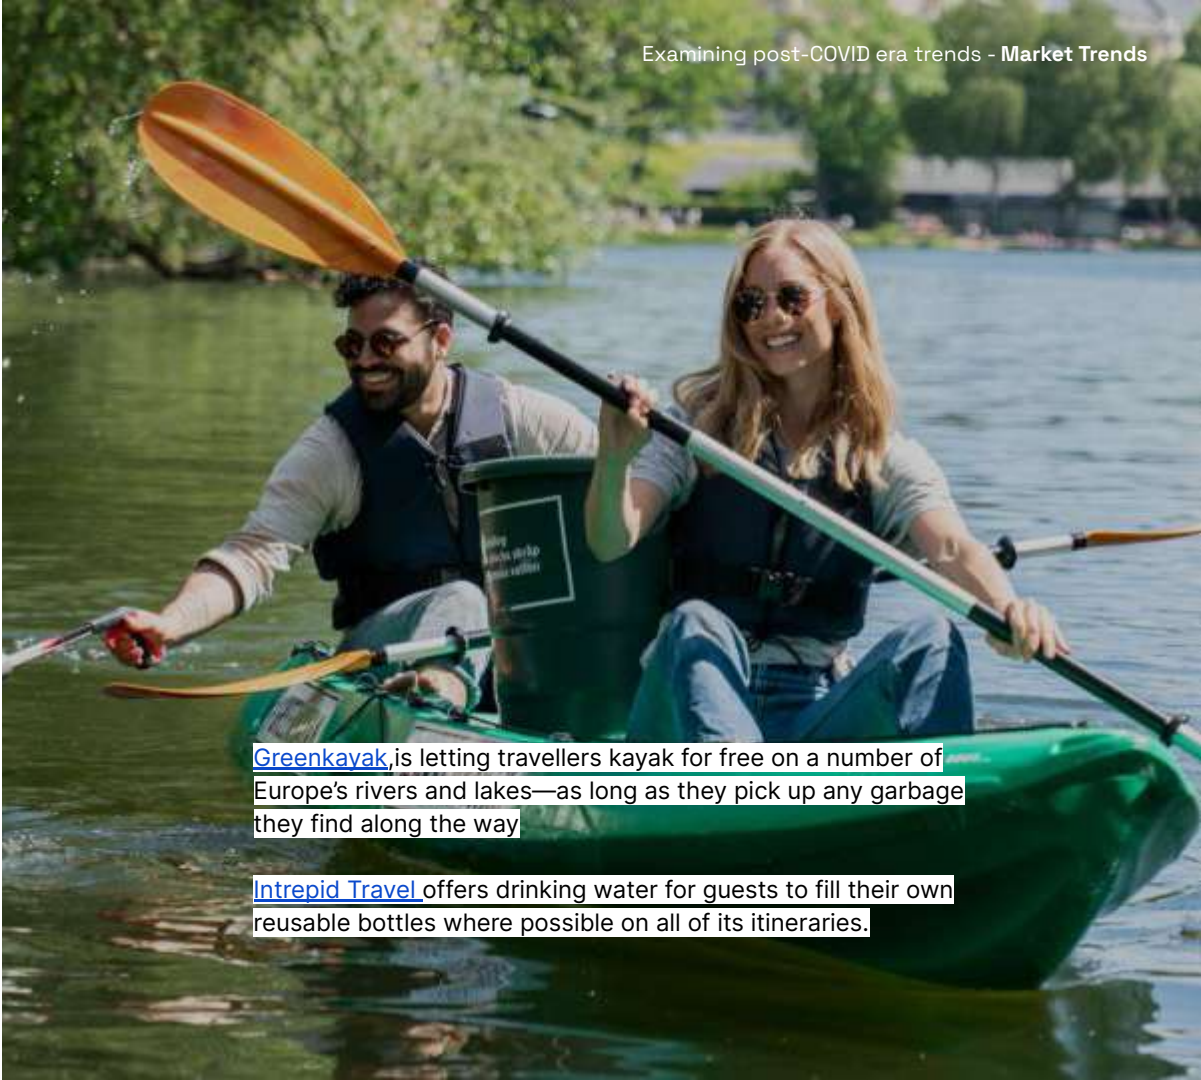 Examining post-COVID era trends - Market Trends
Greenkayak,is letting travellers kayak for free on a number of
Europe’s rivers and lakes—as long as they pick up any garbage
they find along the way
Intrepid Travel offers drinking water for guests to fill their own
reusable bottles where possible on all of its itineraries.